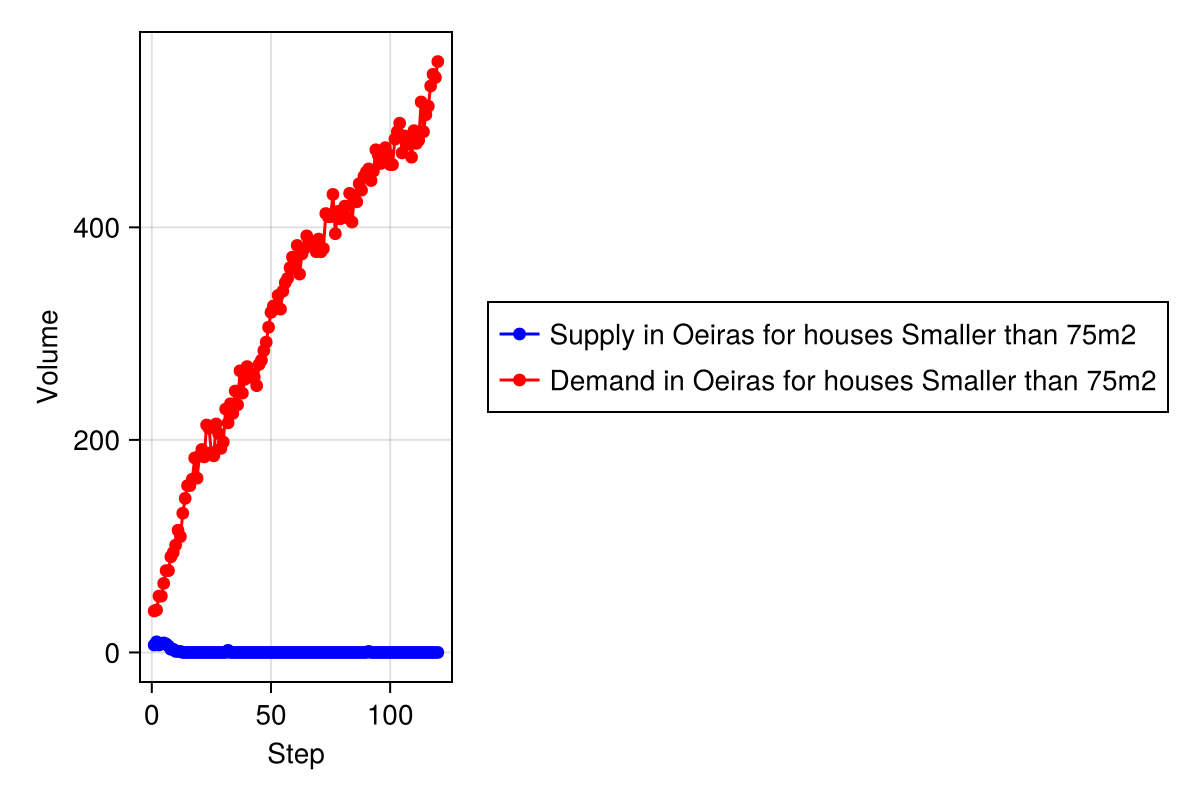 400
200
0
Volume
0 50 100
Step
Supply in Oeiras for houses Smaller than 75m2
Demand in Oeiras for houses Smaller than 75m2